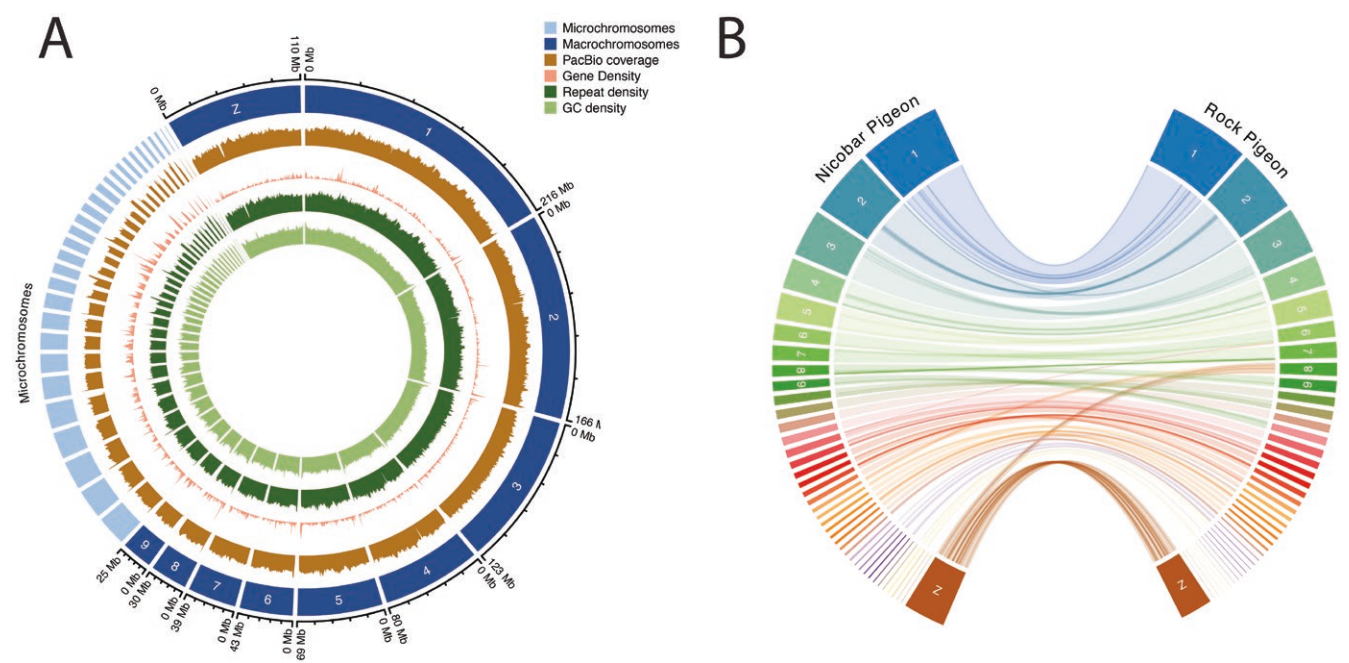 A
Microchromosomes
Macrochromosomes
PacBio coverage
Gene Density
Repeat density
GC density
0 Mb
110 Mb
0 Mb
216 Mb
0 Mb
166 M
0 Mb
123 Mb
0 Mb
80 Mb
0 Mb
69 Mb
0 Mb
43 Mb
0 Mb
39 Mb
0 Mb
30 Mb
0 Mb
25 Mb
Microchromosomes
Z
1
2
3
4
5
6
7
8
9
B
Nicobar Pigeon
1
2
3
4
5
6
7
8
9
Z
Rock Pigeon
1
2
3
4
5
6
7
8
9
Z